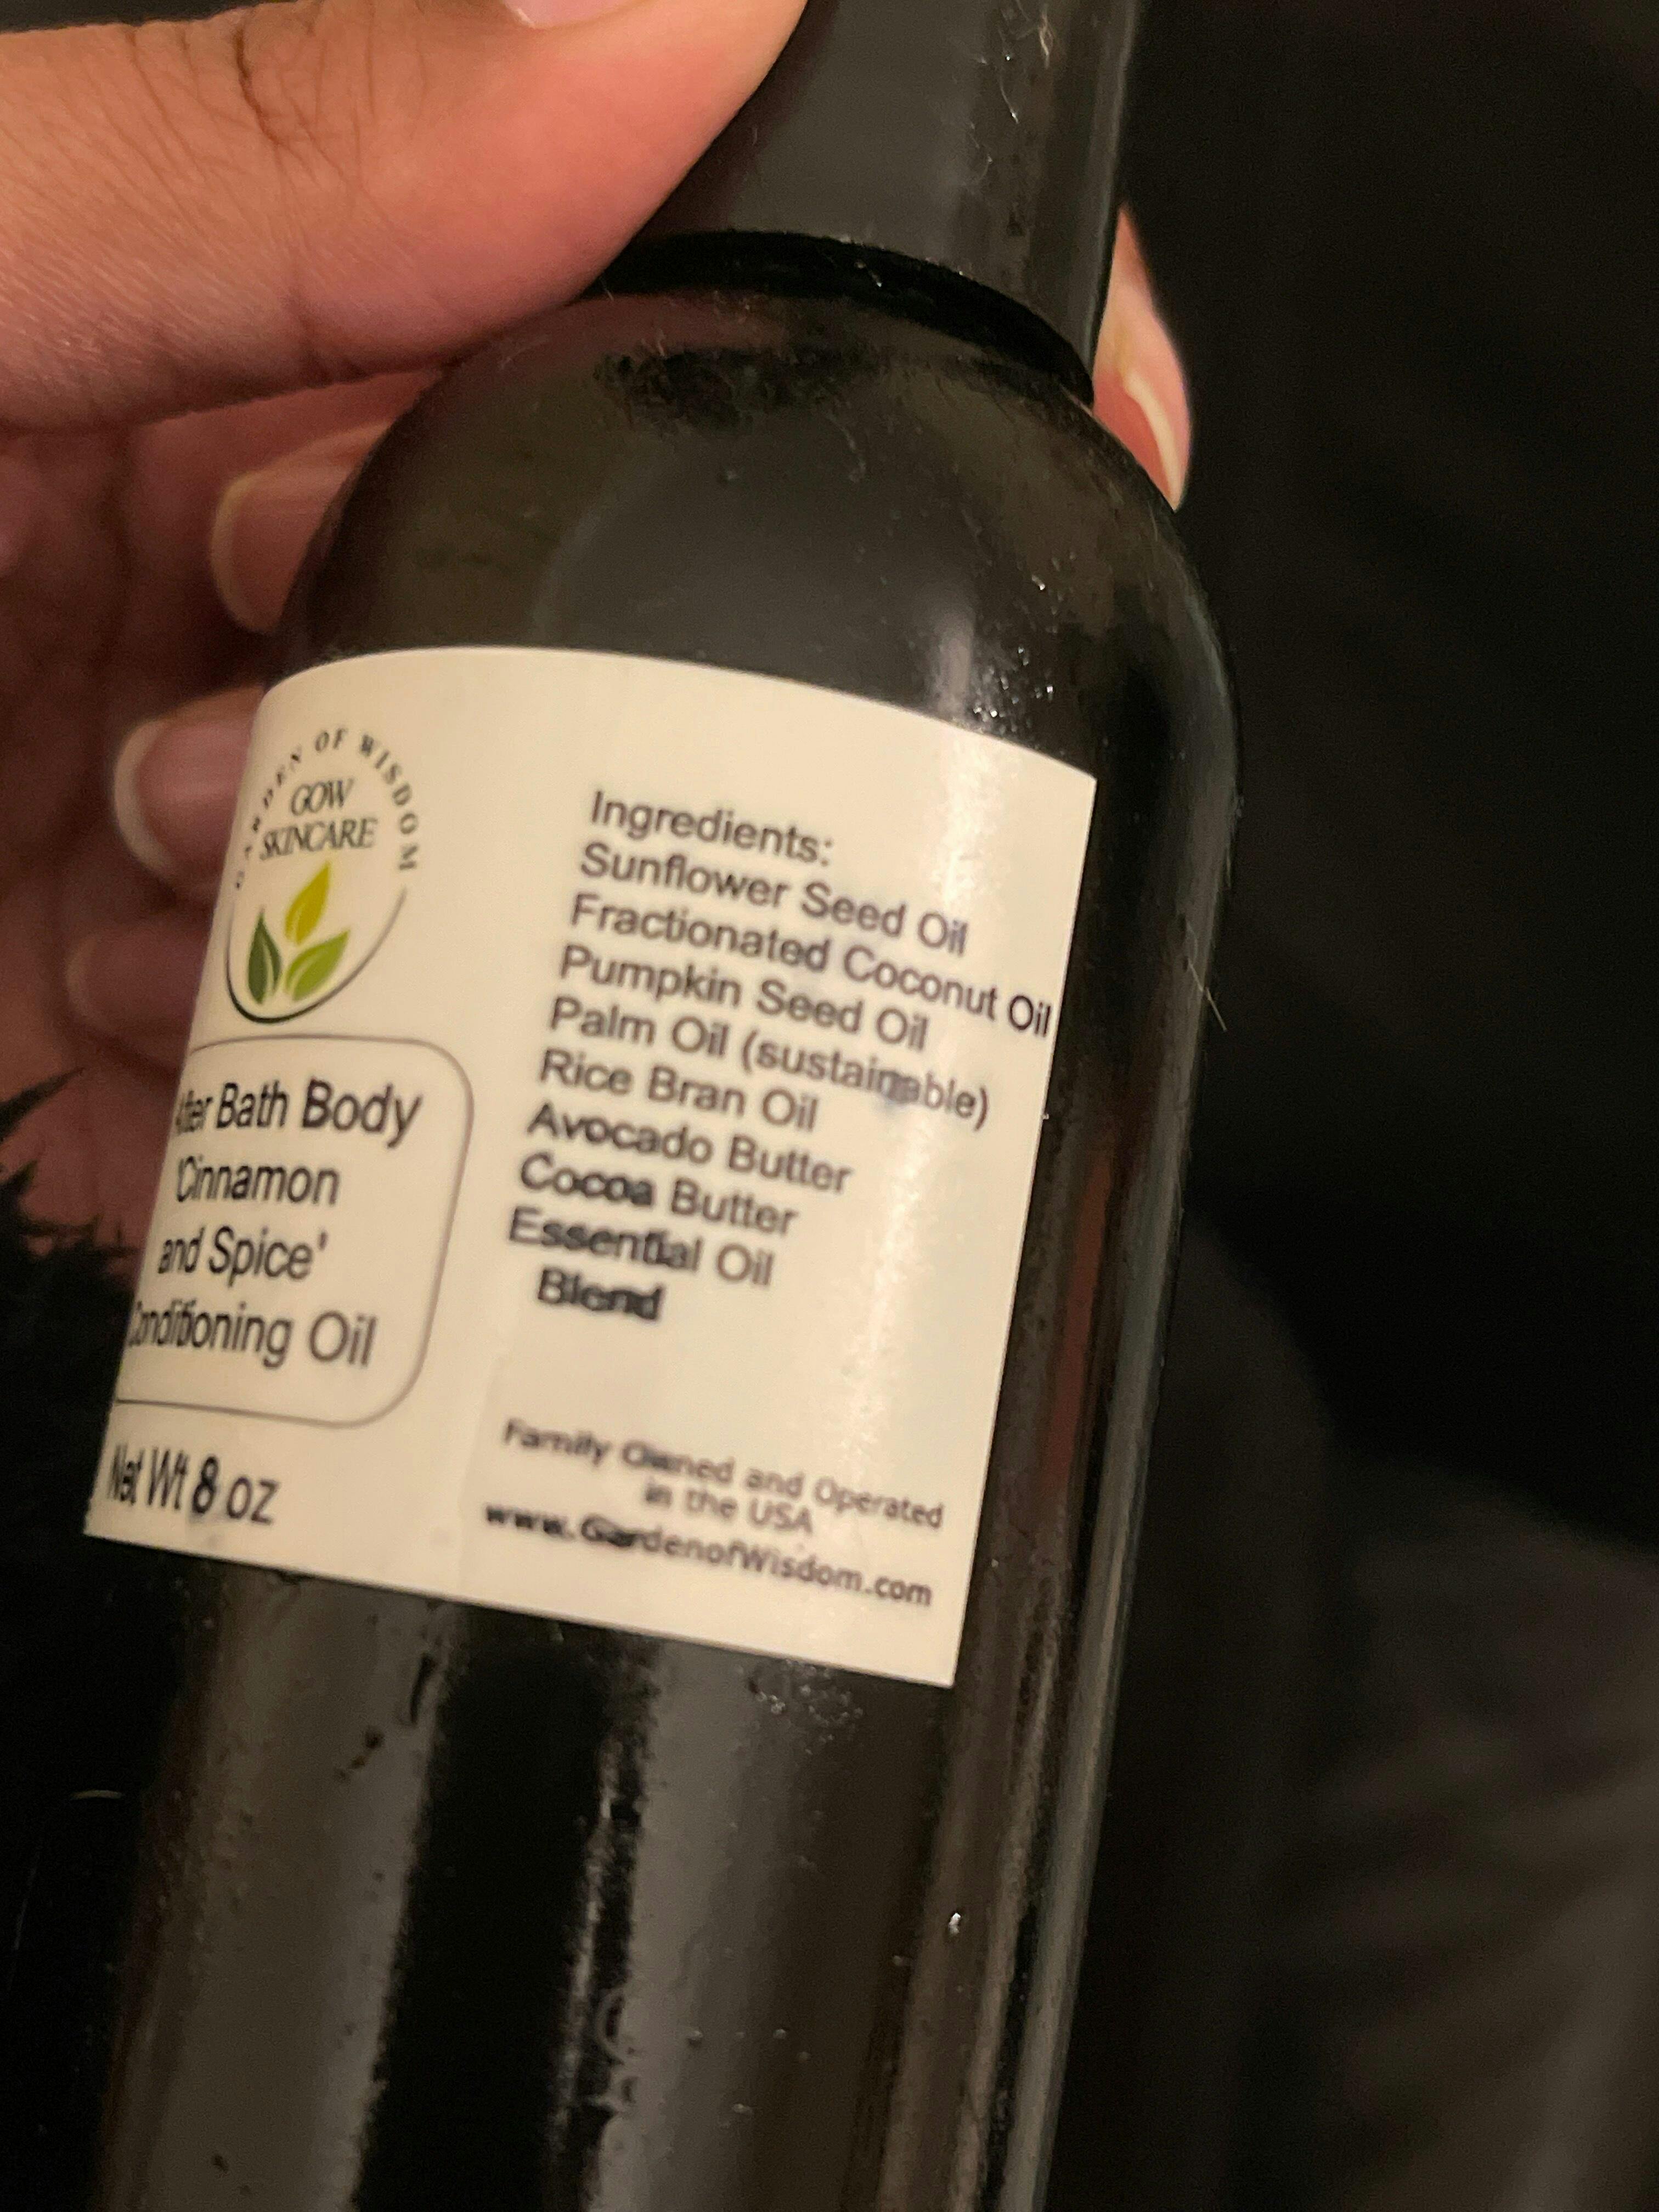 GARDEN OF WISDOM
GOW
SKINCARE
After Bath Body
'Cinnamon
and Spice'
Conditioning Oil
Net Wt 8 oz
Ingredients:
Sunflower Seed Oil
Fractionated Coconut Oil
Pumpkin Seed Oil
Palm Oil (sustainable)
Rice Bran Oil
Avocado Butter
Cocoa Butter
Essential Oil
Blend
Family Owned and Operated
in the USA
www.GardenofWisdom.com